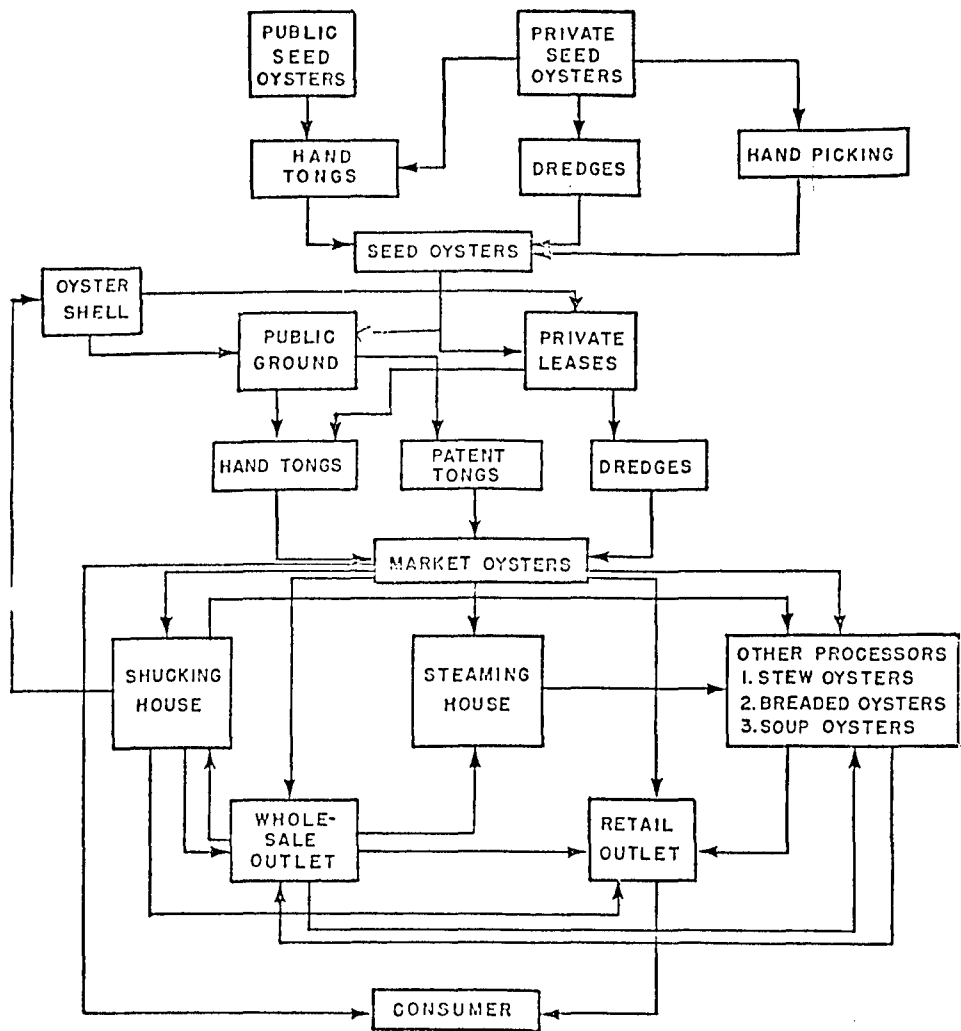 PUBLIC
SEED
OYSTERS
PRIVATE
SEED
OYSTERS
HAND
TONGS
DREDGES
HAND PICKING
SEED OYSTERS
OYSTER
SHELL
PUBLIC
GROUND
PRIVATE
LEASES
HAND TONGS
PATENT
TONGS
DREDGES
MARKET OYSTERS
SHUCKING
HOUSE
STEAMING
HOUSE
OTHER PROCESSORS
1. STEW OYSTERS
2. BREADED OYSTERS
3. SOUP OYSTERS
WHOLE-
SALE
OUTLET
RETAIL
OUTLET
CONSUMER